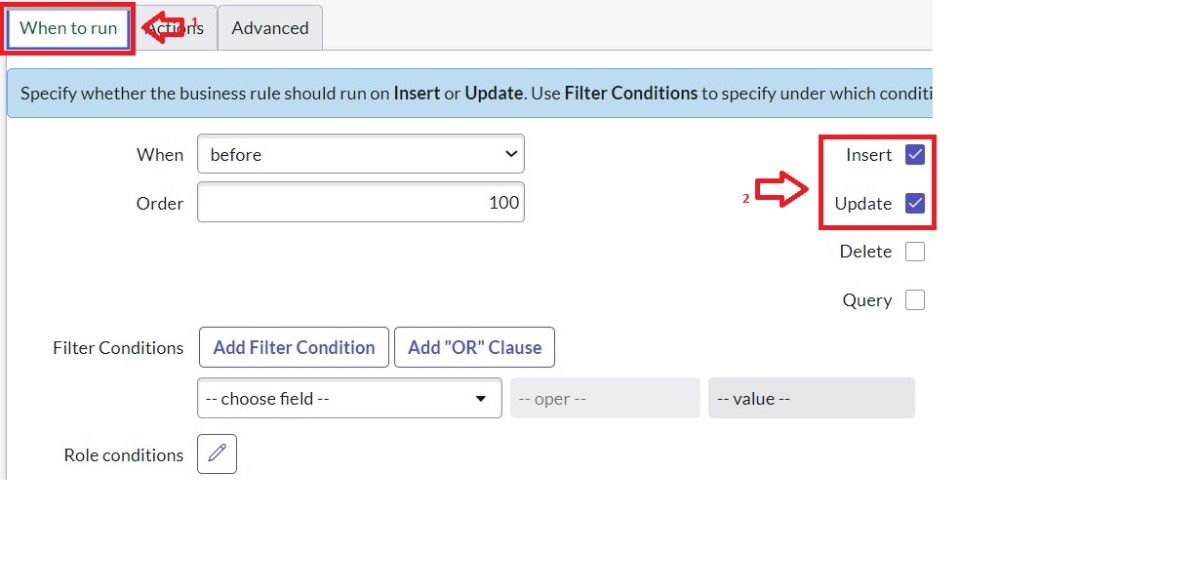 When to run 1 Actions Advanced
Specify whether the business rule should run on Insert or Update. Use Filter Conditions to specify under which conditi
When before Insert
2
Order 100 Update
Delete
Query
Filter Conditions Add Filter Condition Add "OR" Clause
-- choose field -- -- oper -- -- value --
Role conditions